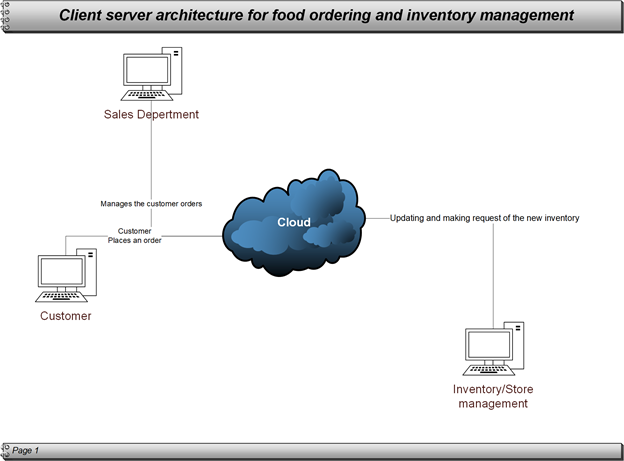 Client server architecture for food ordering and inventory management
Sales Depertment
Manages the customer orders
Customer
Places an order
Cloud
Updating and making request of the new inventory
Customer
Inventory/Store
management
Page 1